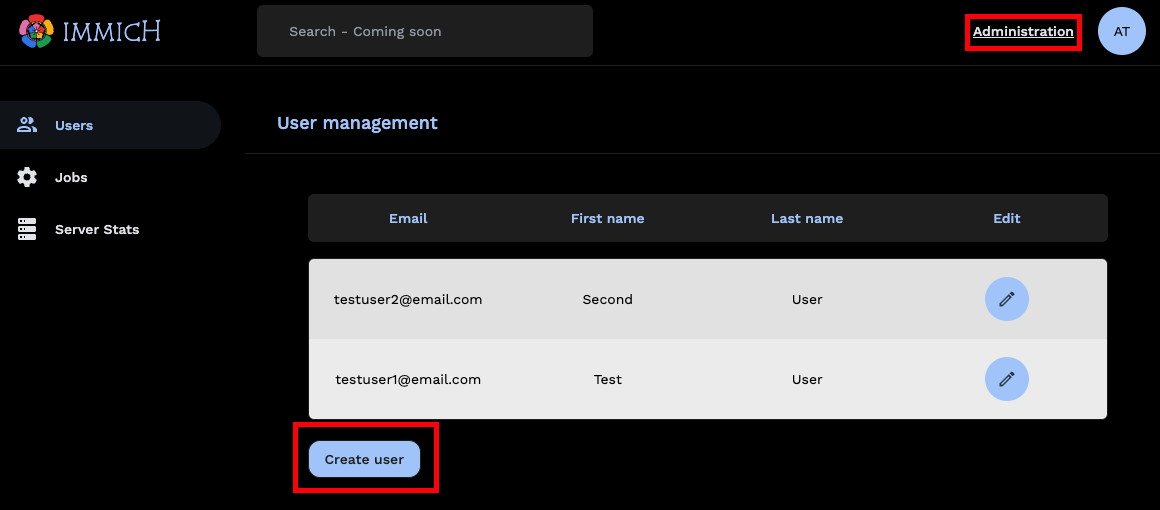 IMMICH
Search - Coming soon
Administration
AT
Users
Jobs
Server Stats
User management
Email First name Last name Edit
testuser2@email.com Second User
testuser1@email.com Test User
Create user